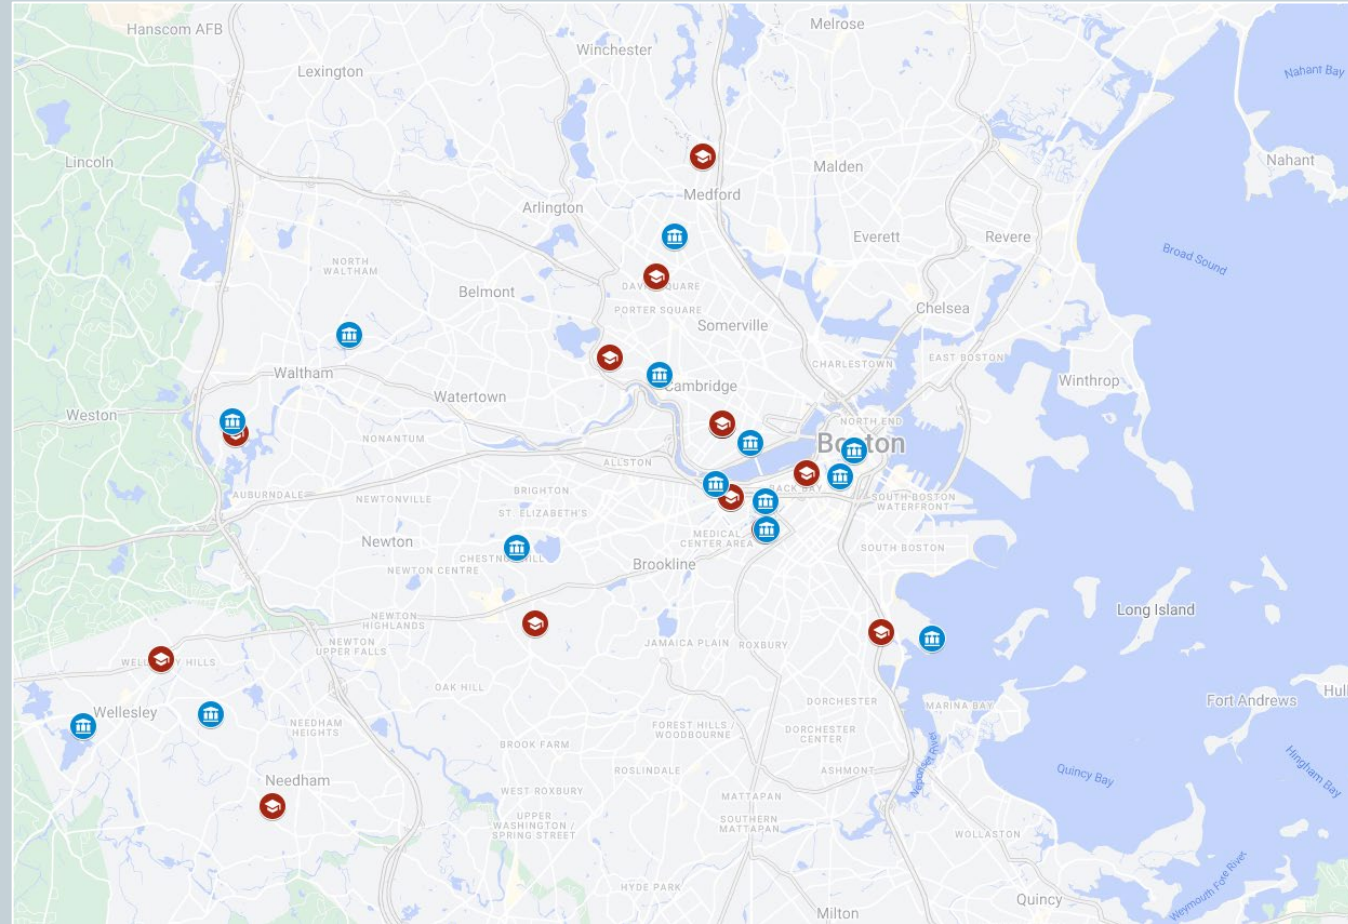 Hanscom AFB
Melrose
Winchester
Lexington
Nahant Bay
Lincoln
Malden
Nahant
Medford
Arlington
Everett
Revere
Broad Sound
NORTH
WALTHAM
Belmont
PORTER SQUARE
Chelsea
Somerville
CHARLESTOWN
EAST BOSTON
Waltham
Winthrop
Cambridge
Watertown
Weston
NORTH END
NONANTUM
ALLSTON
AUBURNDALE
NEWTONVILLE
BRIGHTON
BACK BAY
SOUTH BOSTON
WATERFRONT
ST. ELIZABETH'S
Newton
MEDICAL
CENTER AREA
SOUTH BOSTON
NEWTON CENTRE
Brookline
Long Island
NEWTON
HIGHLANDS
NEWTON
UPPER FALLS
JAMAICA PLAIN
ROXBURY
OAK HILL
Fort Andrews
Hul
Wellesley
DORCHESTER
MARINA BAY
NEEDHAM
HEIGHTS
FOREST HILLS /
WOODBOURNE
DORCHESTER
CENTER
BROOK FARM
Neponset River
Needham
ROSLINDALE
ASHMONT
Quincy Bay
Hingham Bay
WEST ROXBURY
MATTAPAN
UPPER
WASHINGTON /
SPRING STREET
SOUTHERN
MATTAPAN
WOLLASTON
HYDE PARK
Weymouth Fore River
Quincy
Milton